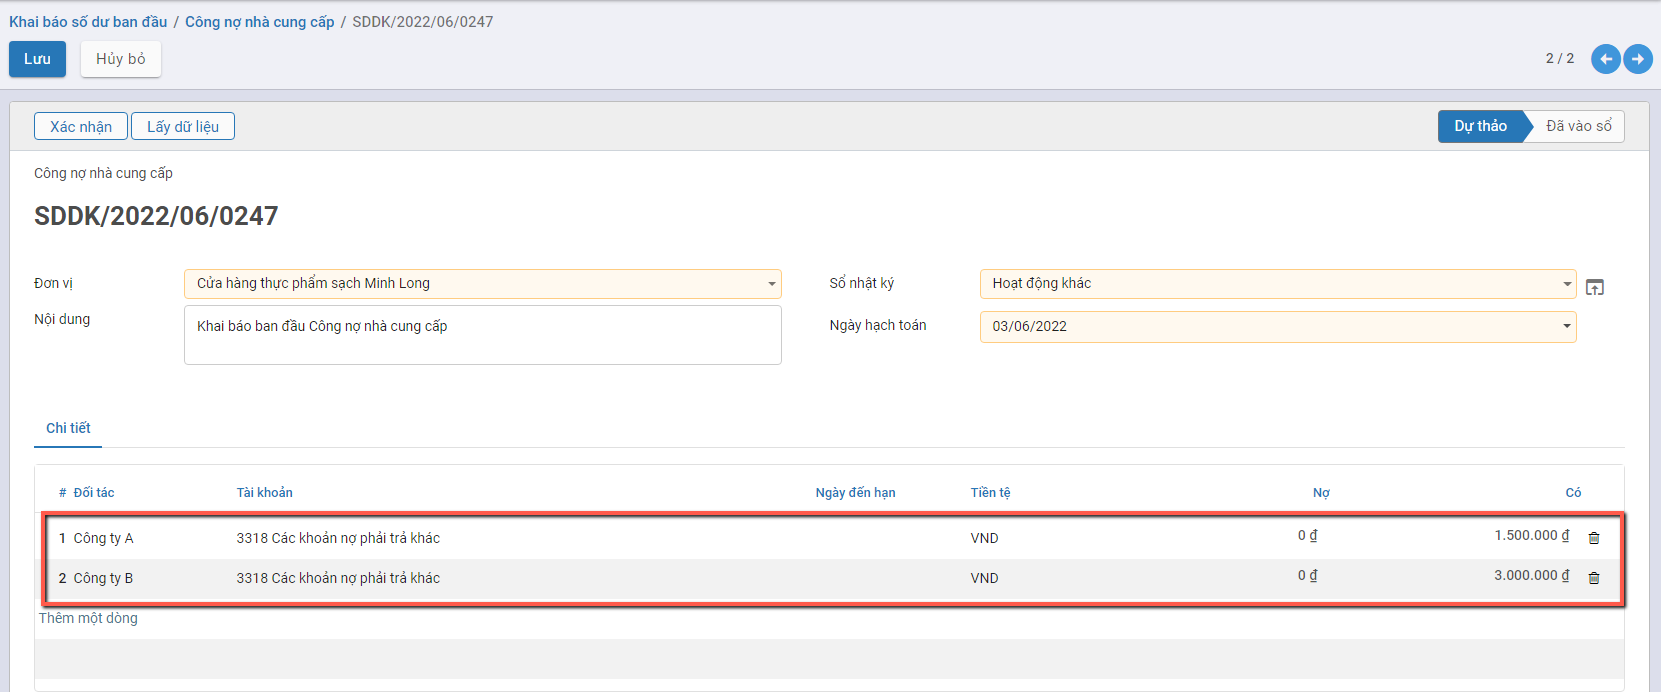 Khai báo số dư ban đầu / Công nợ nhà cung cấp / SDDK/2022/06/0247
Lưu Hủy bỏ 2 / 2
Xác nhận Lấy dữ liệu Dự thảo Đã vào sổ
Công nợ nhà cung cấp
SDDK/2022/06/0247
Đơn vị Cửa hàng thực phẩm sạch Minh Long Sổ nhật ký Hoạt động khác
Nội dung Khai báo ban đầu Công nợ nhà cung cấp Ngày hạch toán 03/06/2022
Chi tiết
# Đối tác Tài khoản Ngày đến hạn Tiền tệ Nợ Có
1 Công ty A 3318 Các khoản nợ phải trả khác VND 0 ₫ 1.500.000 ₫
2 Công ty B 3318 Các khoản nợ phải trả khác VND 0 ₫ 3.000.000 ₫
Thêm một dòng